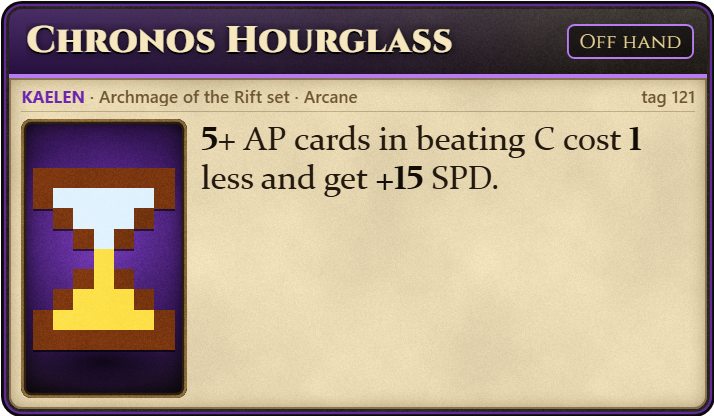 Chronos Hourglass
Off hand
KAELEN · Archmage of the Rift set · Arcane
tag 121
5+ AP cards in beating C cost 1
less and get +15 SPD.